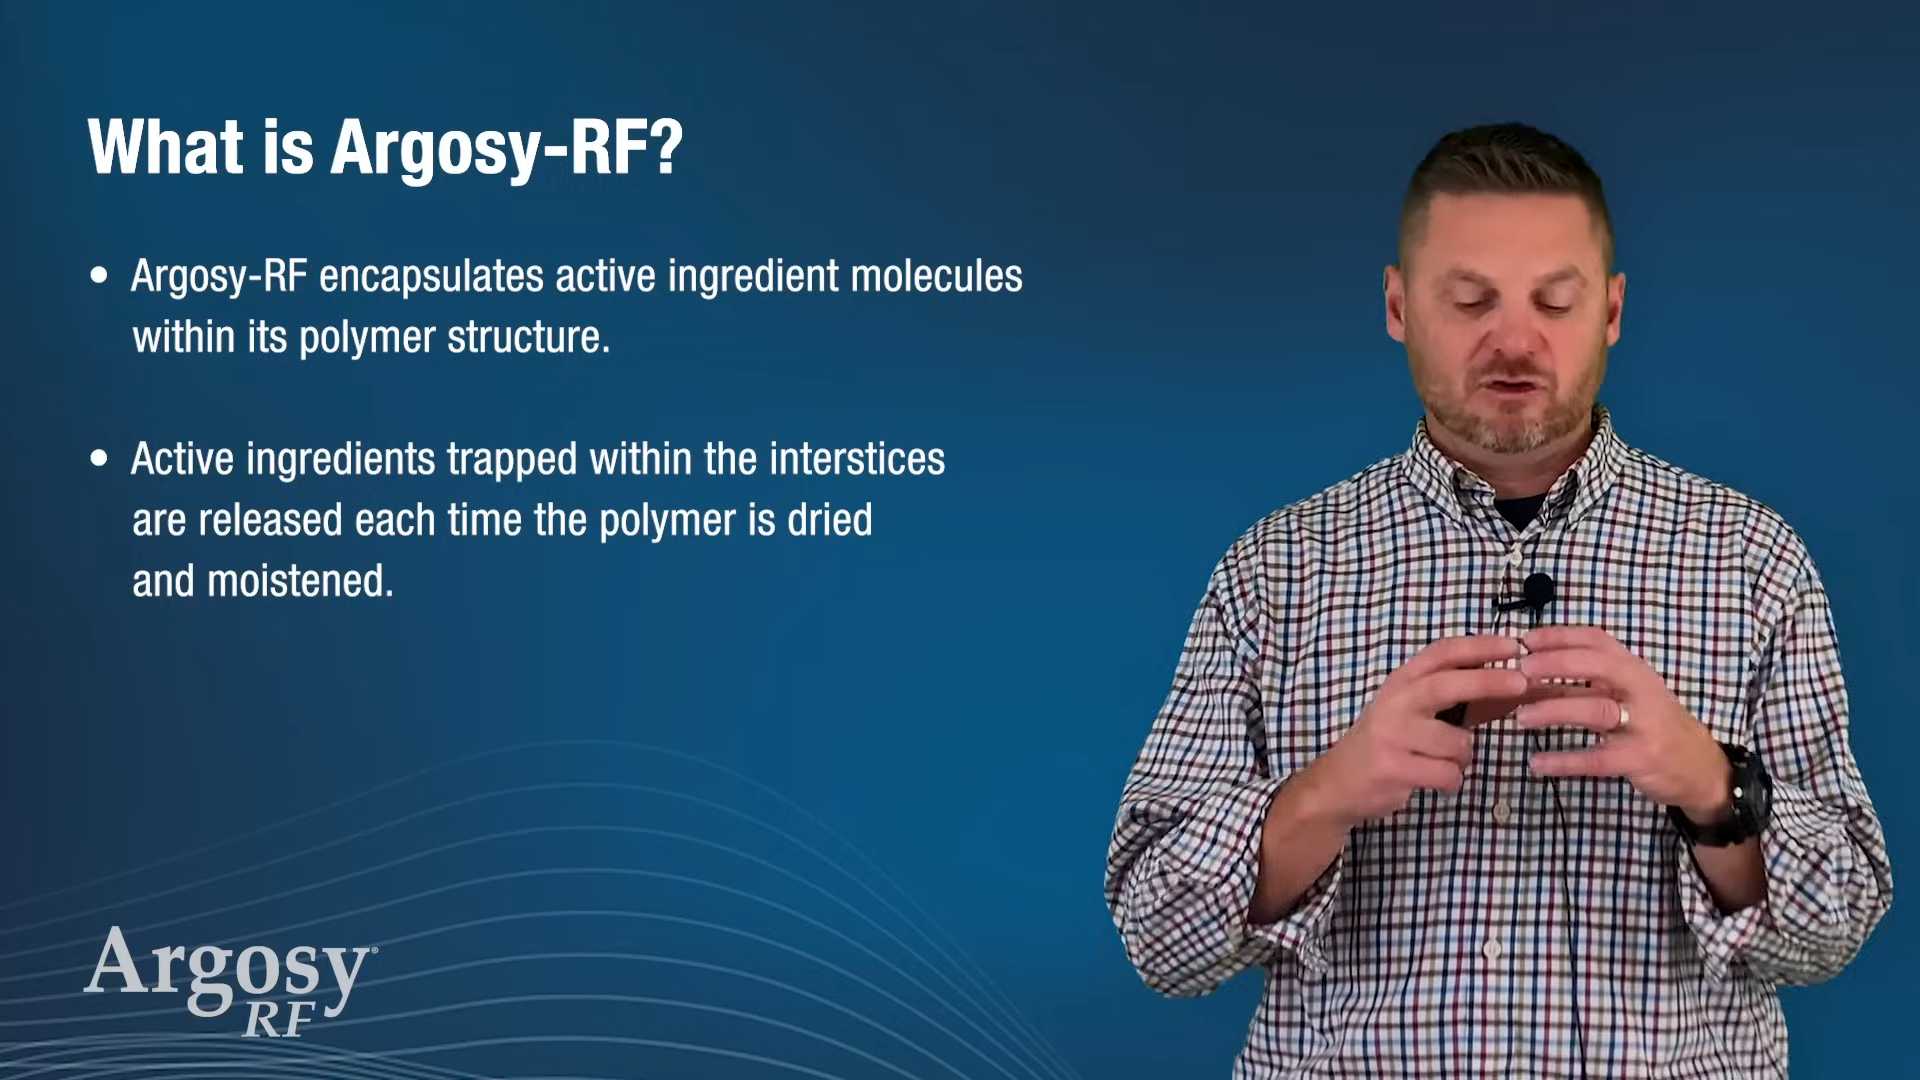 What is Argosy-RF?
• Argosy-RF encapsulates active ingredient molecules
within its polymer structure.
• Active ingredients trapped within the interstices
are released each time the polymer is dried
and moistened.
Argosy®
RF